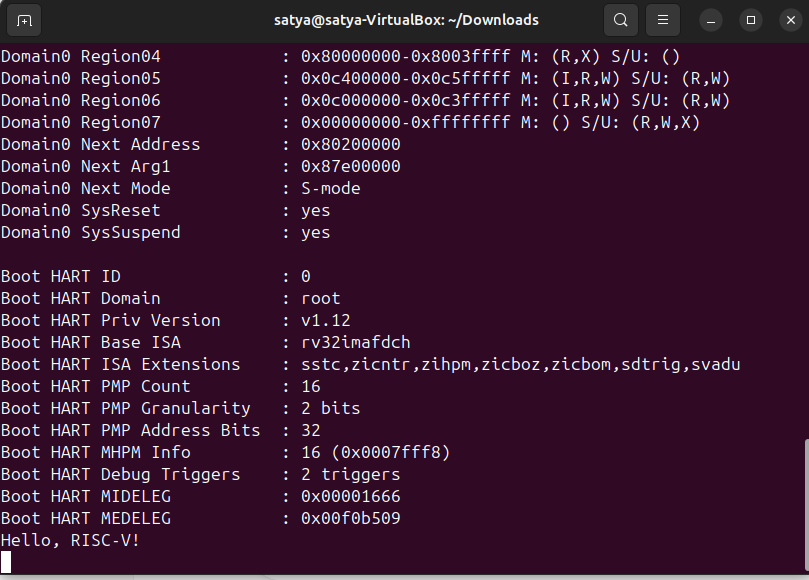 satya@satya-VirtualBox: ~/Downloads
Domain0 Region04 : 0x80000000-0x8003ffff M: (R,X) S/U: ()
Domain0 Region05 : 0x0c400000-0x0c5fffff M: (I,R,W) S/U: (R,W)
Domain0 Region06 : 0x0c000000-0x0c3fffff M: (I,R,W) S/U: (R,W)
Domain0 Region07 : 0x00000000-0xffffffff M: () S/U: (R,W,X)
Domain0 Next Address : 0x80200000
Domain0 Next Arg1 : 0x87e00000
Domain0 Next Mode : S-mode
Domain0 SysReset : yes
Domain0 SysSuspend : yes
Boot HART ID : 0
Boot HART Domain : root
Boot HART Priv Version : v1.12
Boot HART Base ISA : rv32imafdch
Boot HART ISA Extensions : sstc,zicntr,zihpm,zicboz,zicbom,sdtrig,svadu
Boot HART PMP Count : 16
Boot HART PMP Granularity : 2 bits
Boot HART PMP Address Bits : 32
Boot HART MHPM Info : 16 (0x0007fff8)
Boot HART Debug Triggers : 2 triggers
Boot HART MIDELEG : 0x00001666
Boot HART MEDELEG : 0x00f0b509
Hello, RISC-V!